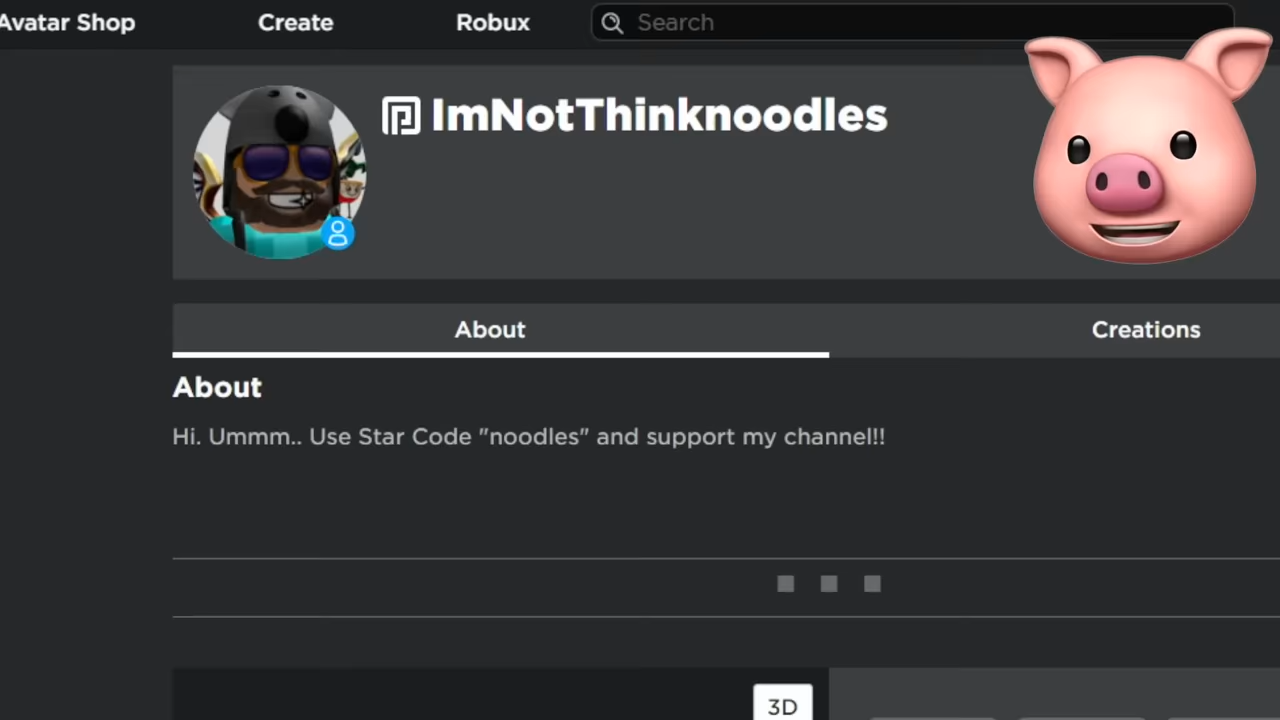 Avatar Shop Create Robux Search
ImNotThinknoodles
About Creations
About
Hi. Ummm.. Use Star Code "noodles" and support my channel!!
3D